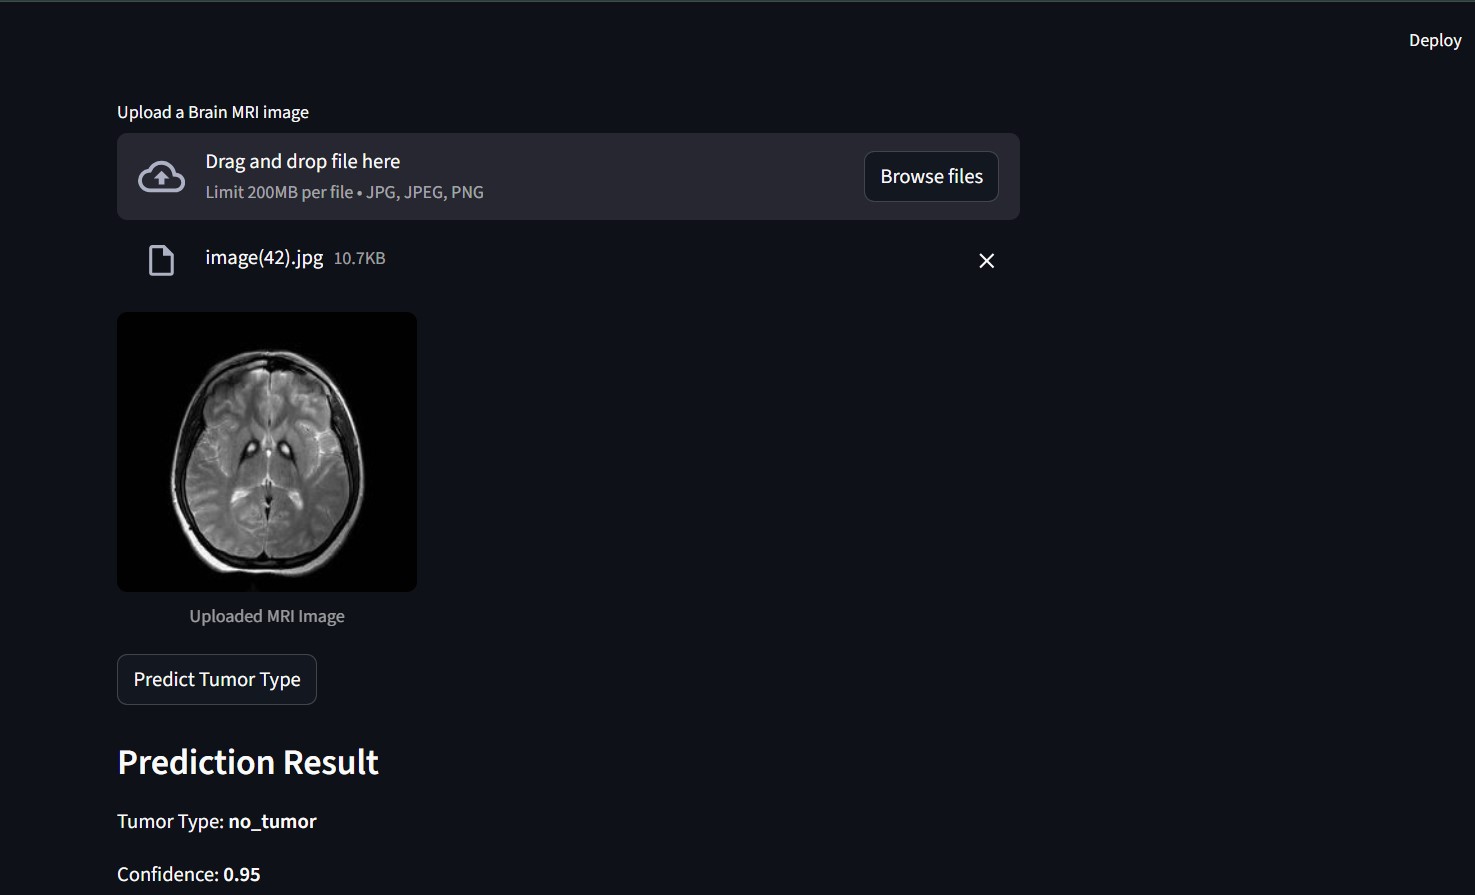 Deploy
Upload a Brain MRI image
Drag and drop file here
Limit 200MB per file • JPG, JPEG, PNG
Browse files
image(42).jpg 10.7KB
Uploaded MRI Image
Predict Tumor Type
Prediction Result
Tumor Type: no_tumor
Confidence: 0.95